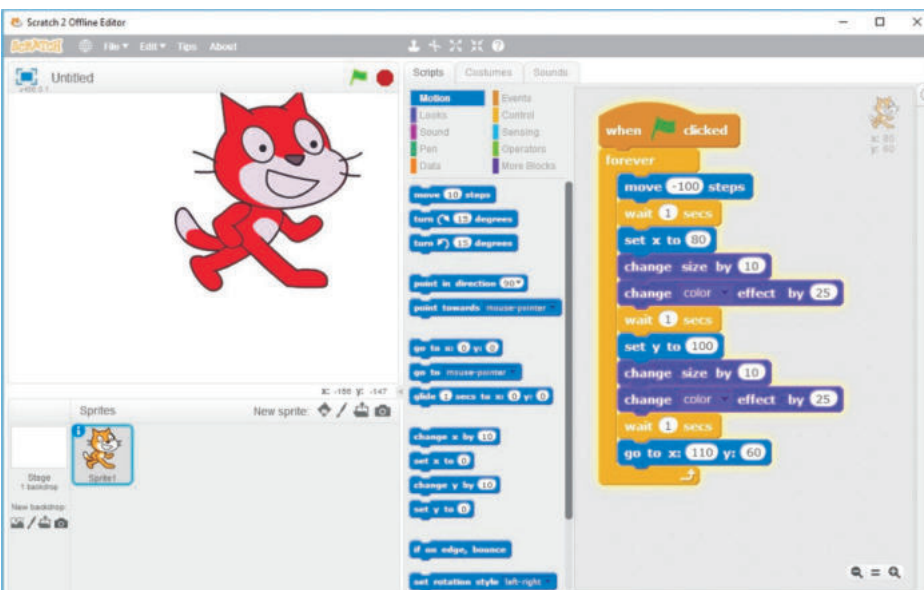 Scratch 2 Offline Editor
SCRATCH File Edit Tips About
Untitled
Scripts Costumes Sounds
Motion Events
Looks Control
Sound Sensing
Pen Operators
Data More Blocks
move 10 steps
turn 15 degrees
turn 15 degrees
point in direction 90
point towards mouse-pointer
go to x: 0 y: 0
go to mouse-pointer
glide 1 secs to x: 0 y: 0
change x by 10
set x to 0
change y by 10
set y to 0
if on edge, bounce
set rotation style left-right
when clicked
forever
move -100 steps
wait 1 secs
set x to 80
change size by 10
change color effect by 25
wait 1 secs
set y to 100
change size by 10
change color effect by 25
wait 1 secs
go to x: 110 y: 60
x: 80
y: 60
Sprites New sprite:
Stage
1 backdrop
New backdrop:
Sprite1